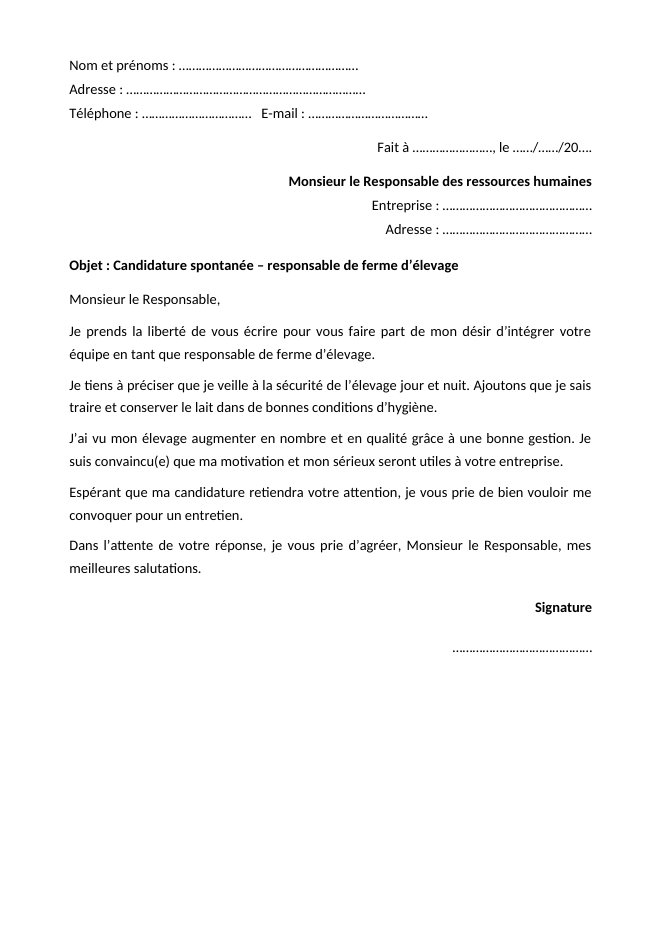 Nom et prénoms : ………………………………………………
Adresse : ………………………………………………………………
Téléphone : …………………………… E-mail : ………………………………
Fait à ……………………, le ……/……/20….
Monsieur le Responsable des ressources humaines
Entreprise : ………………………………………
Adresse : ………………………………………
Objet : Candidature spontanée – responsable de ferme d’élevage
Monsieur le Responsable,
Je prends la liberté de vous écrire pour vous faire part de mon désir d’intégrer votre
équipe en tant que responsable de ferme d’élevage.
Je tiens à préciser que je veille à la sécurité de l’élevage jour et nuit. Ajoutons que je sais
traire et conserver le lait dans de bonnes conditions d’hygiène.
J’ai vu mon élevage augmenter en nombre et en qualité grâce à une bonne gestion. Je
suis convaincu(e) que ma motivation et mon sérieux seront utiles à votre entreprise.
Espérant que ma candidature retiendra votre attention, je vous prie de bien vouloir me
convoquer pour un entretien.
Dans l’attente de votre réponse, je vous prie d’agréer, Monsieur le Responsable, mes
meilleures salutations.
Signature
……………………………………